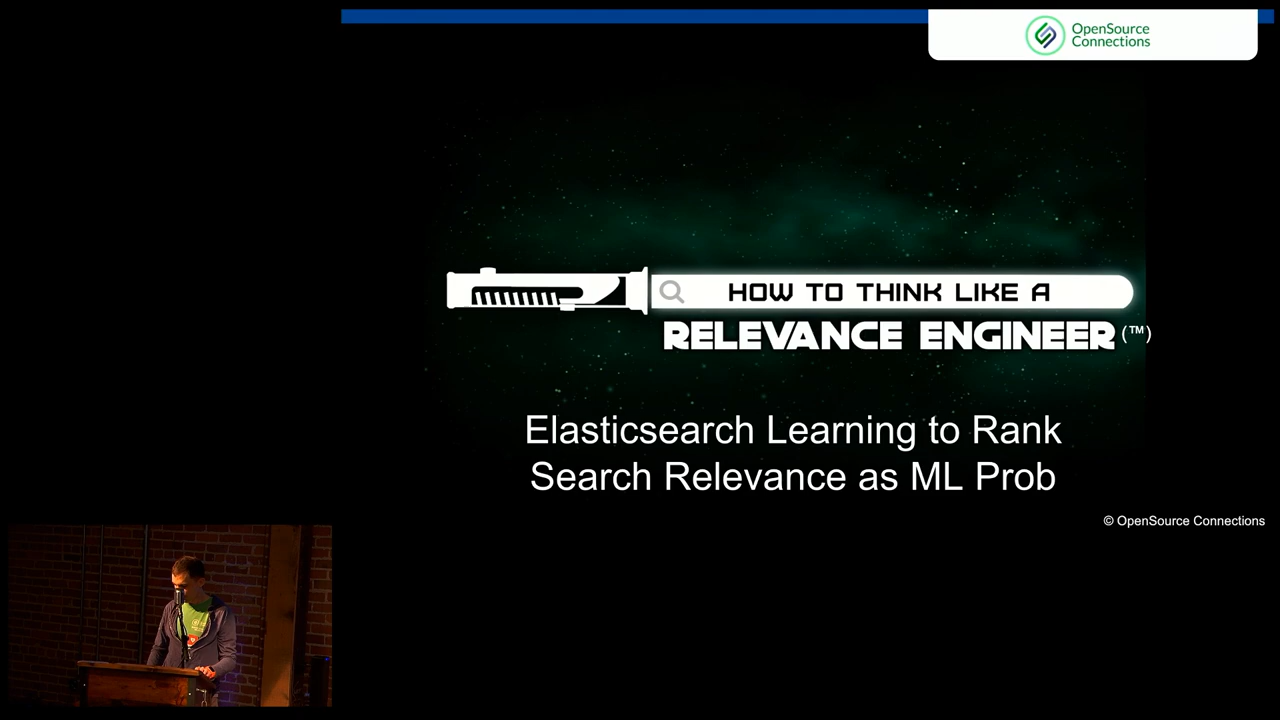 OpenSource
Connections
HOW TO THINK LIKE A
RELEVANCE ENGINEER(™)
Elasticsearch Learning to Rank
Search Relevance as ML Prob
© OpenSource Connections